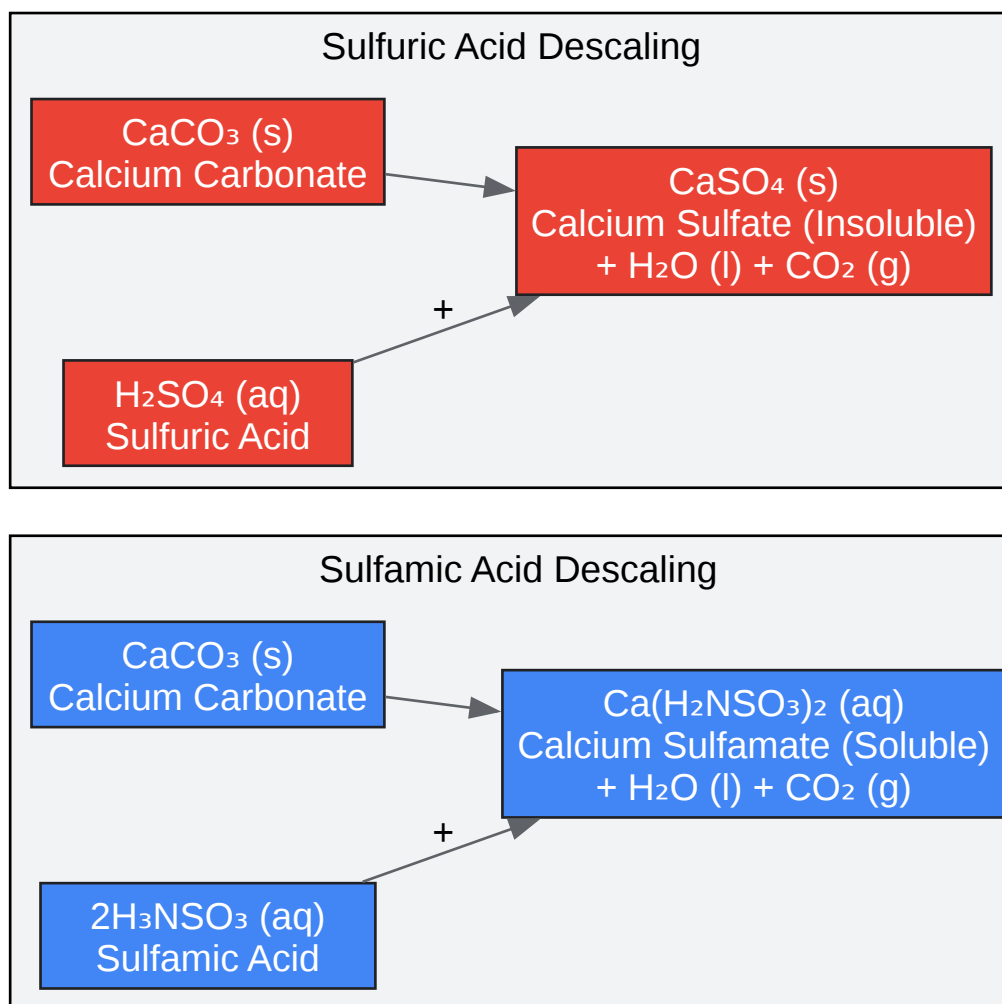 Sulfuric Acid Descaling
CaCO₃ (s)
Calcium Carbonate
CaSO₄ (s)
Calcium Sulfate (Insoluble)
+ H₂O (l) + CO₂ (g)
+
H₂SO₄ (aq)
Sulfuric Acid
Sulfamic Acid Descaling
CaCO₃ (s)
Calcium Carbonate
Ca(H₂NSO₃)₂ (aq)
Calcium Sulfamate (Soluble)
+ H₂O (l) + CO₂ (g)
+
2H₃NSO₃ (aq)
Sulfamic Acid